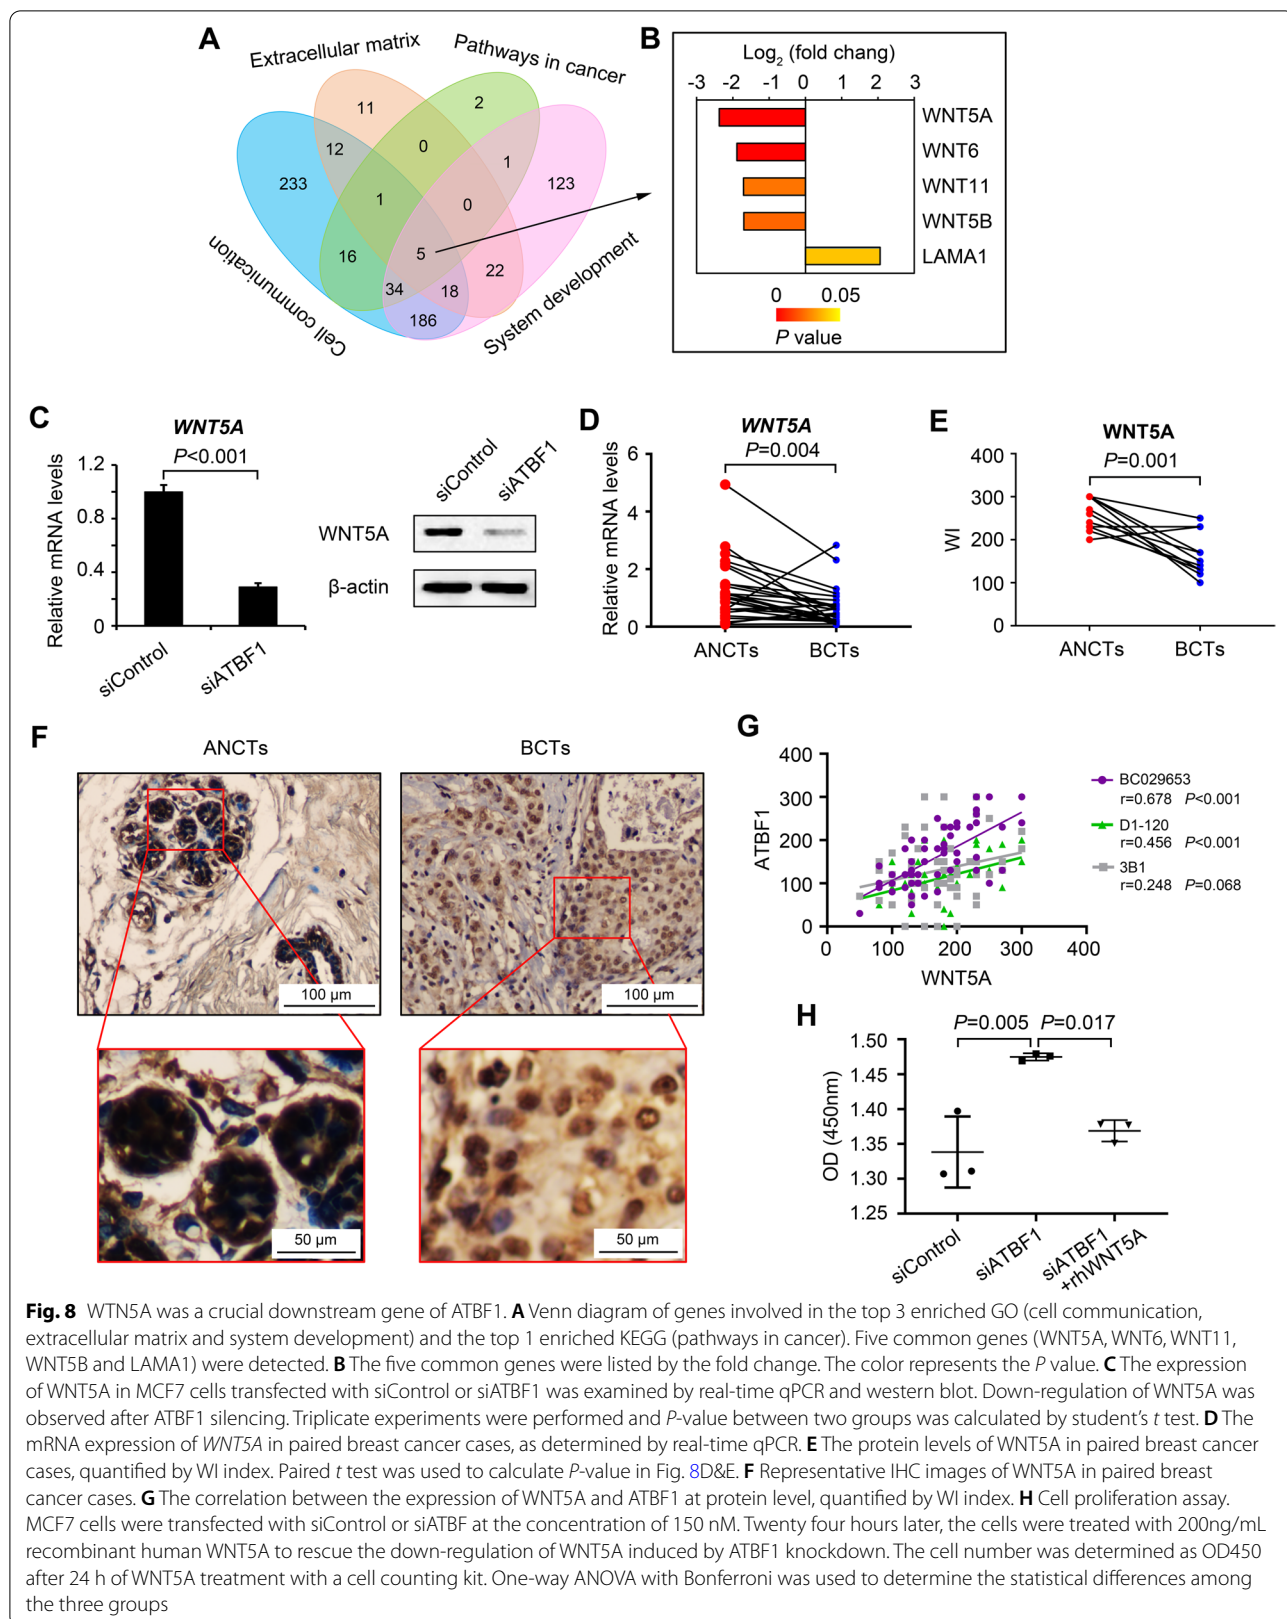 A
Extracellular matrix
Pathways in cancer
11
2
12
0
1
233
1
0
123
5
16
22
34
18
186
Cell communication
System development
B
Log2 (fold chang)
-3 -2 -1 0 1 2 3
WNT5A
WNT6
WNT11
WNT5B
LAMA1
0 0.05
P value
C
WNT5A
P<0.001
Relative mRNA levels
1.2
0.8
0.4
0
siControl
siATBF1
siControl
siATBF1
WNT5A
β-actin
D
WNT5A
P=0.004
Relative mRNA levels
6
4
2
0
ANCTs BCTs
E
WNT5A
P=0.001
WI
400
300
200
100
0
ANCTs BCTs
F
ANCTs BCTs
100 µm
100 µm
50 µm
50 µm
G
ATBF1
400
300
200
100
0
0 100 200 300 400
WNT5A
BC029653
r=0.678 P<0.001
D1-120
r=0.456 P<0.001
3B1
r=0.248 P=0.068
H
P=0.005 P=0.017
OD (450nm)
1.50
1.45
1.40
1.35
1.30
1.25
siControl
siATBF1
siATBF1
+rhWNT5A
Fig. 8 WTN5A was a crucial downstream gene of ATBF1. A Venn diagram of genes involved in the top 3 enriched GO (cell communication,
extracellular matrix and system development) and the top 1 enriched KEGG (pathways in cancer). Five common genes (WNT5A, WNT6, WNT11,
WNT5B and LAMA1) were detected. B The five common genes were listed by the fold change. The color represents the P value. C The expression
of WNT5A in MCF7 cells transfected with siControl or siATBF1 was examined by real-time qPCR and western blot. Down-regulation of WNT5A was
observed after ATBF1 silencing. Triplicate experiments were performed and P-value between two groups was calculated by student's t test. D The
mRNA expression of WNT5A in paired breast cancer cases, as determined by real-time qPCR. E The protein levels of WNT5A in paired breast cancer
cases, quantified by WI index. Paired t test was used to calculate P-value in Fig. 8D&E. F Representative IHC images of WNT5A in paired breast
cancer cases. G The correlation between the expression of WNT5A and ATBF1 at protein level, quantified by WI index. H Cell proliferation assay.
MCF7 cells were transfected with siControl or siATBF at the concentration of 150 nM. Twenty four hours later, the cells were treated with 200ng/mL
recombinant human WNT5A to rescue the down-regulation of WNT5A induced by ATBF1 knockdown. The cell number was determined as OD450
after 24 h of WNT5A treatment with a cell counting kit. One-way ANOVA with Bonferroni was used to determine the statistical differences among
the three groups